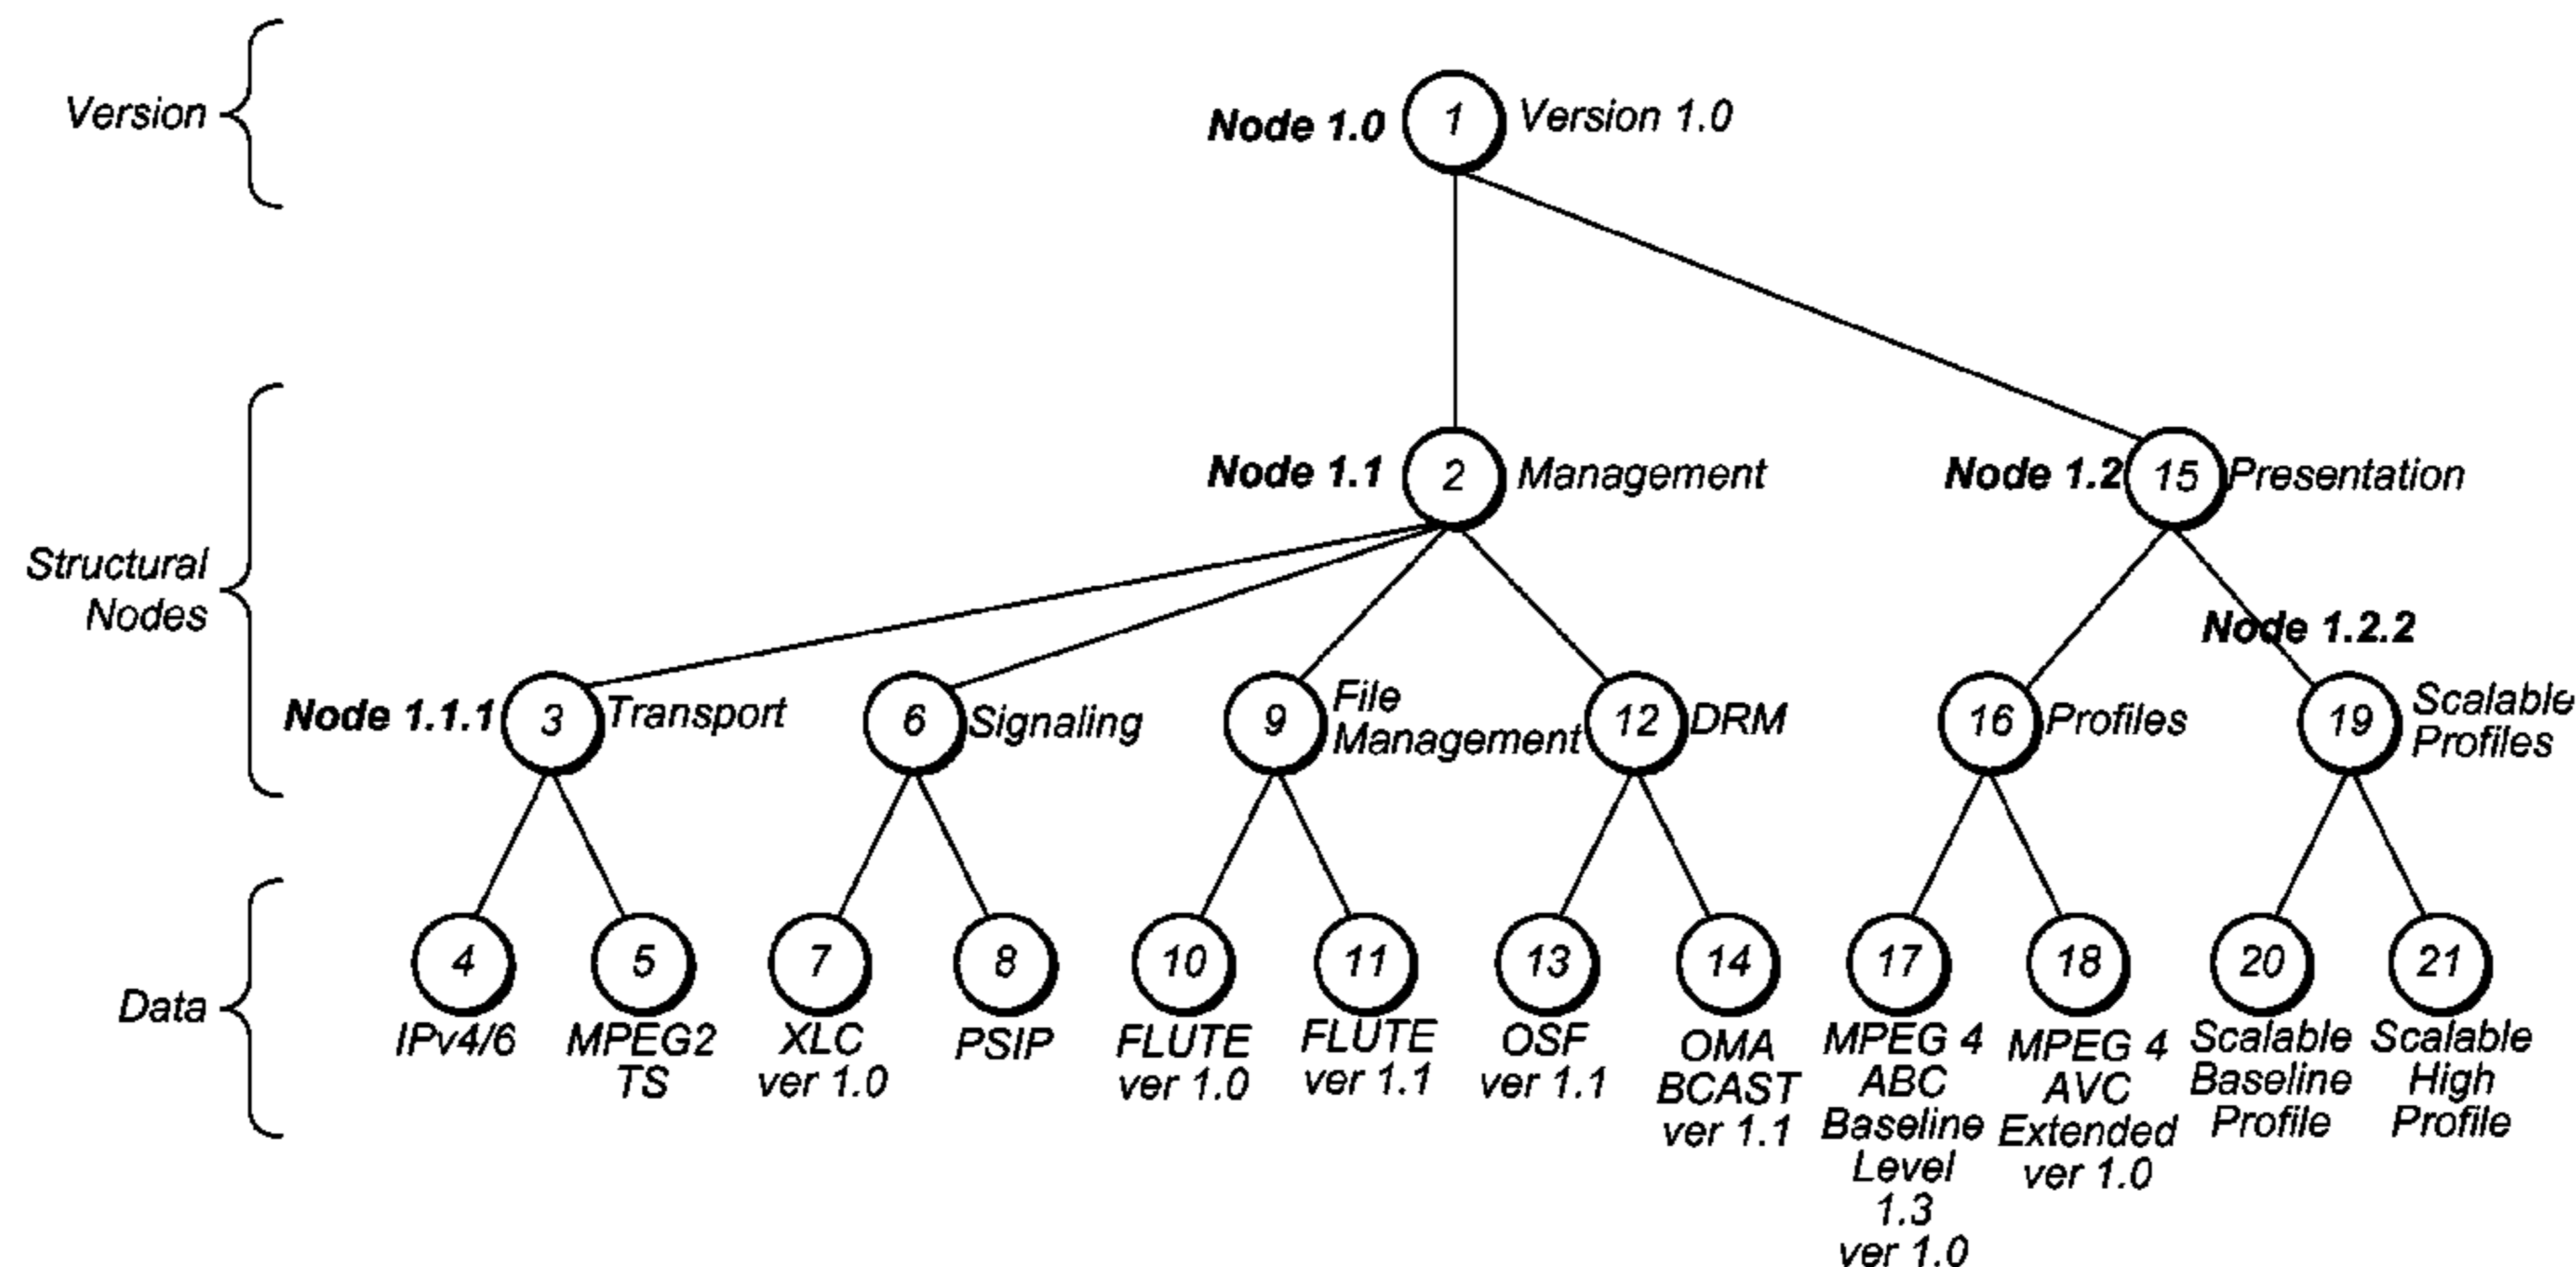 Version
Node 1.0
1
Version 1.0
Structural
Nodes
Node 1.1
2
Management
Node 1.2
15
Presentation
Node 1.2.2
Node 1.1.1
3
Transport
6
Signaling
9
File
Management
12
DRM
16
Profiles
19
Scalable
Profiles
Data
4
IPv4/6
5
MPEG2
TS
7
XLC
ver 1.0
8
PSIP
10
FLUTE
ver 1.0
11
FLUTE
ver 1.1
13
OSF
ver 1.1
14
OMA
BCAST
ver 1.1
17
MPEG 4
ABC
Baseline
Level
1.3
ver 1.0
18
MPEG 4
AVC
Extended
ver 1.0
20
Scalable
Baseline
Profile
21
Scalable
High
Profile